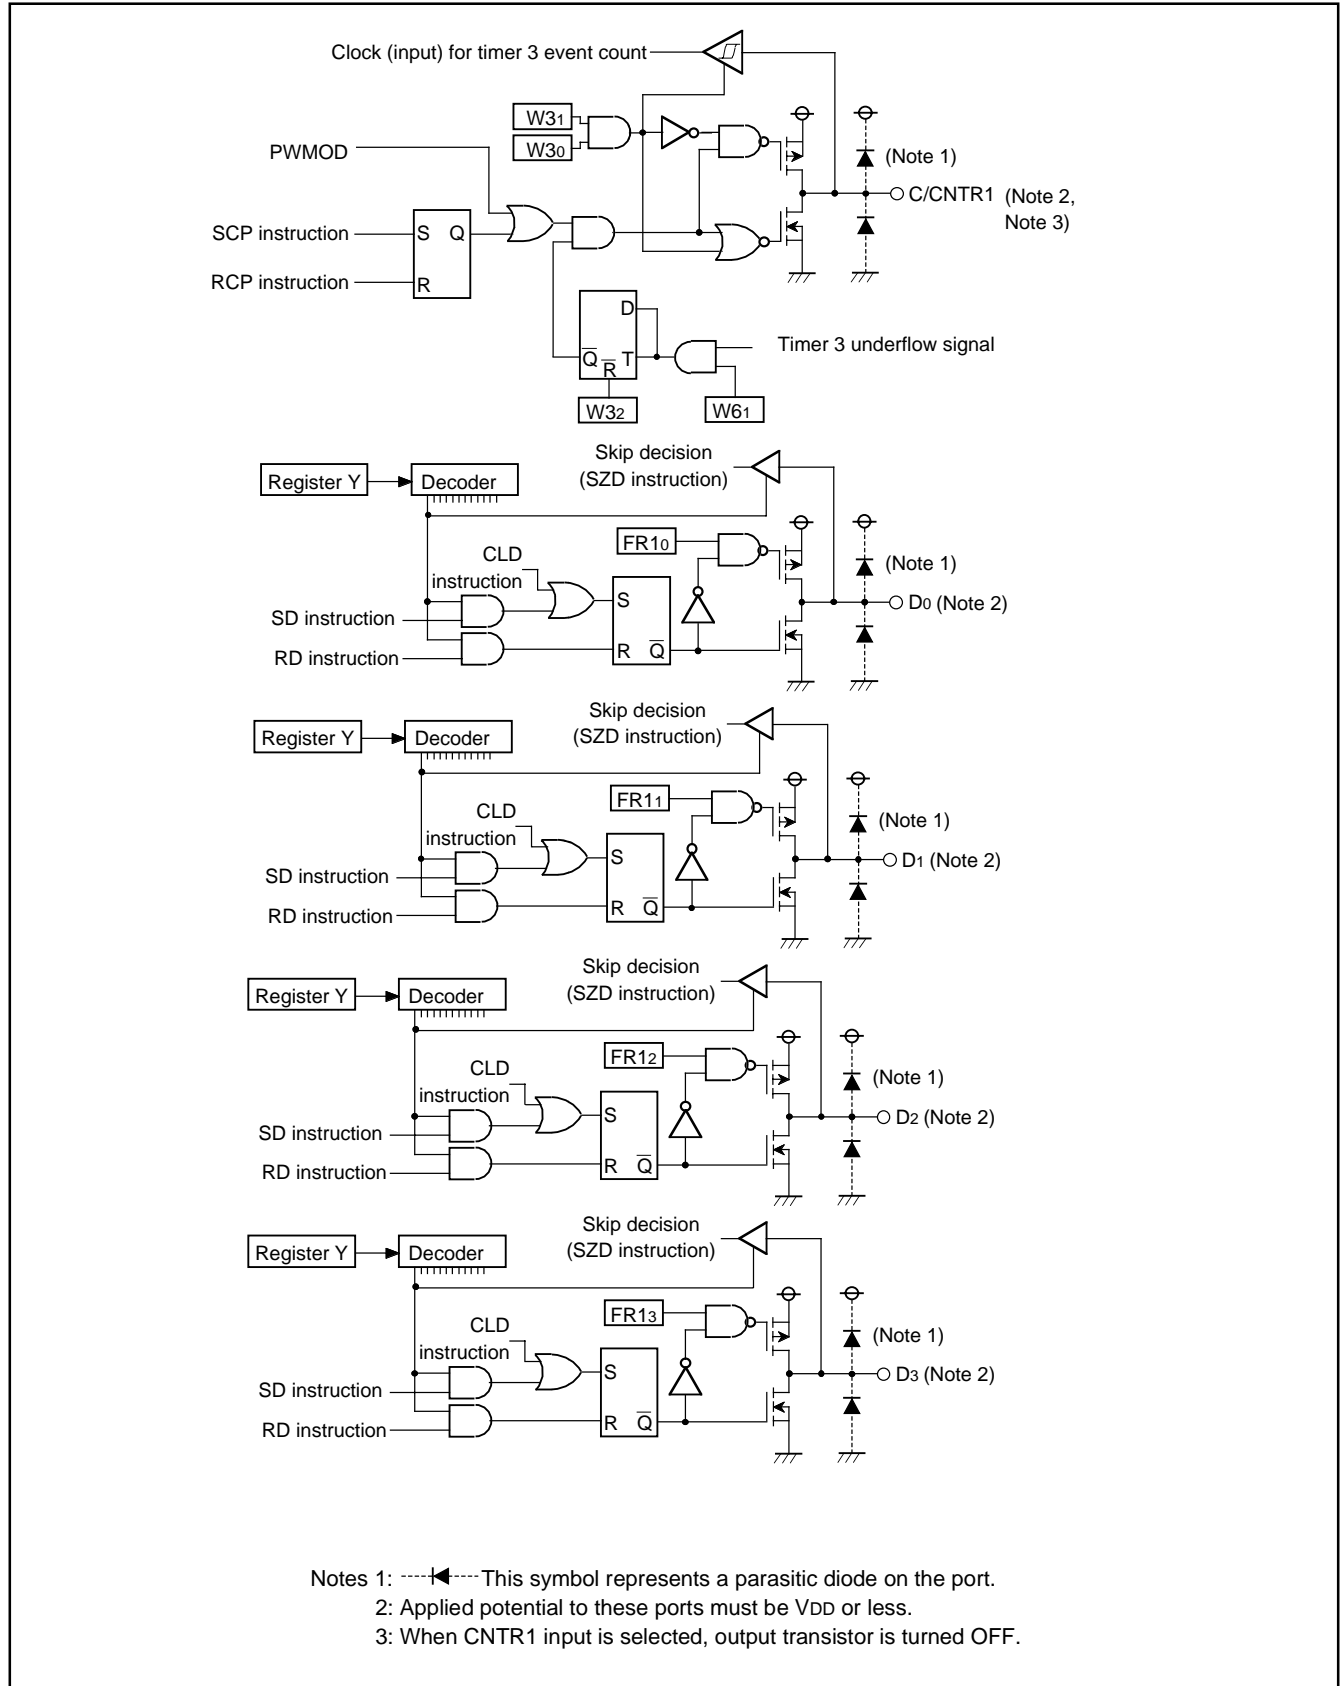 Clock (input) for timer 3 event count
W31
W30
PWMOD
(Note 1)
C/CNTR1 (Note 2,
Note 3)
SCP instruction
S Q
RCP instruction
R
D
Q R T
Timer 3 underflow signal
W32
W61
Skip decision
(SZD instruction)
Register Y
Decoder
FR10
CLD
instruction
(Note 1)
S
D0 (Note 2)
SD instruction
RD instruction
R Q
Skip decision
(SZD instruction)
Register Y
Decoder
FR11
CLD
instruction
(Note 1)
S
D1 (Note 2)
SD instruction
RD instruction
R Q
Skip decision
(SZD instruction)
Register Y
Decoder
FR12
CLD
instruction
(Note 1)
S
D2 (Note 2)
SD instruction
RD instruction
R Q
Skip decision
(SZD instruction)
Register Y
Decoder
FR13
CLD
instruction
(Note 1)
S
D3 (Note 2)
SD instruction
RD instruction
R Q
Notes 1: This symbol represents a parasitic diode on the port.
2: Applied potential to these ports must be VDD or less.
3: When CNTR1 input is selected, output transistor is turned OFF.